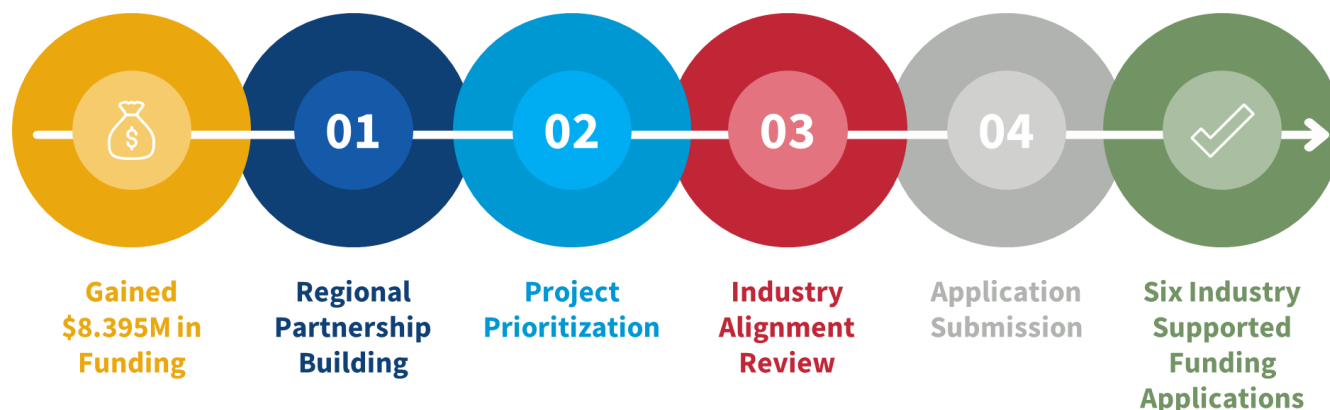 $
01
02
03
04
Gained
$8.395M in
Funding
Regional
Partnership
Building
Project
Prioritization
Industry
Alignment
Review
Application
Submission
Six Industry
Supported
Funding
Applications